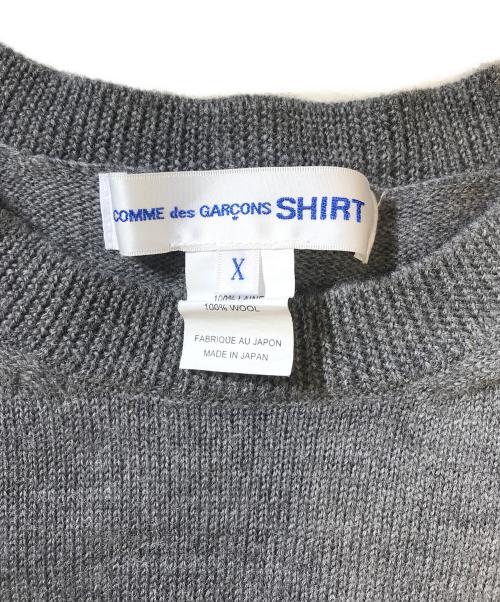 COMME des GARÇONS SHIRT
X
100% LAINE
100% WOOL
FABRIQUE AU JAPON
MADE IN JAPAN